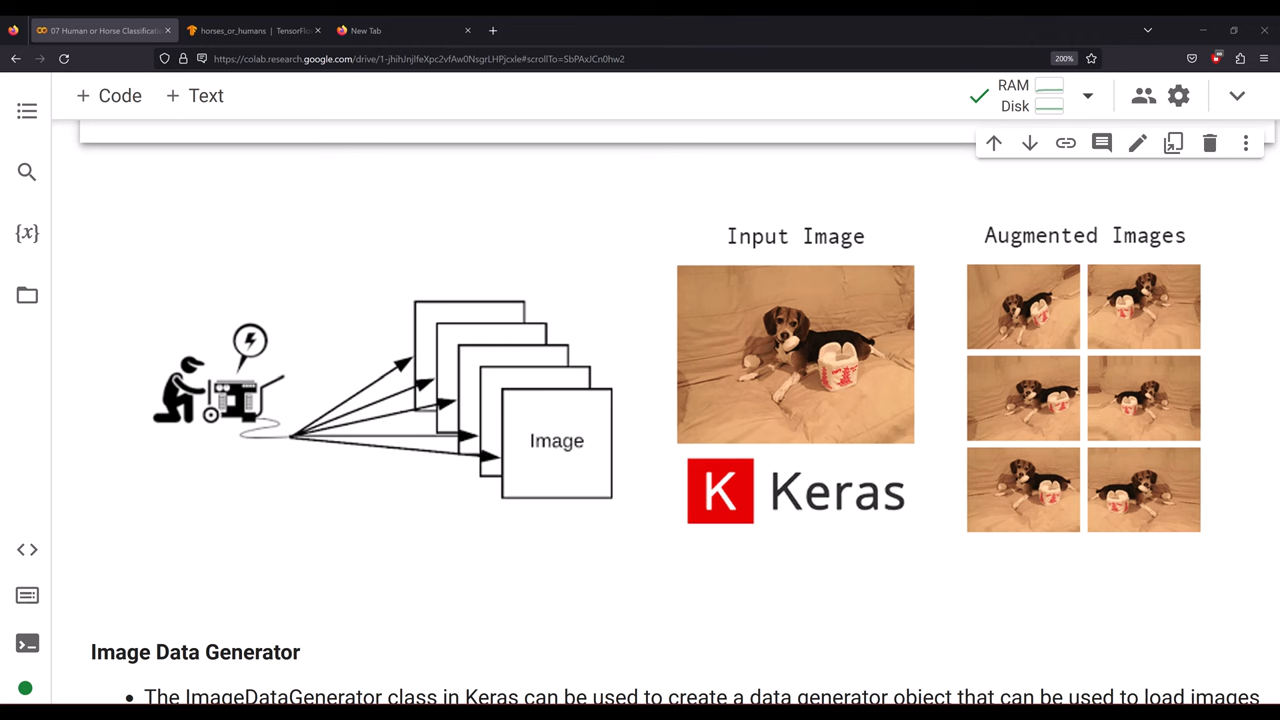 07 Human or Horse Classificati
horses_or_humans | TensorFlo
New Tab
https://colab.research.google.com/drive/1-jhihJnjIfeXpc2vfAw0NsgrLHPjcxle#scrollTo=SbPAxJCn0hw2
200%
+ Code + Text
RAM
Disk
{x}
Input Image
Augmented Images
Image
K Keras
Image Data Generator
• The ImageDataGenerator class in Keras can be used to create a data generator object that can be used to load images